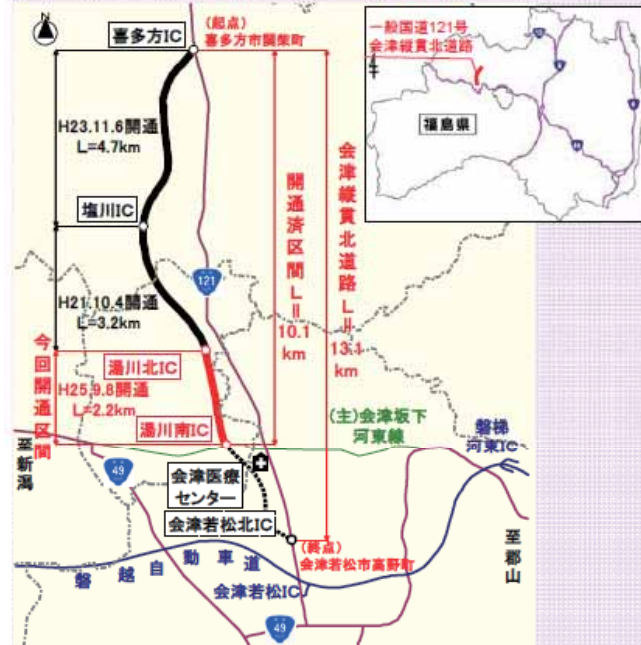 (起点)
喜多方IC
喜多方市関柴町
一般国道121号
会津縦貫北道路
福島県
H23.11.6開通
L=4.7km
塩川IC
開通済区間L=10.1km
会津縦貫北道路L=13.1km
121
H21.10.4開通
L=3.2km
今回開通区間
湯川北IC
H25.9.8開通
L=2.2km
湯川南IC
(主)会津坂下
河東線
磐梯
河東IC
至新潟
49
会津医療
センター
会津若松北IC
(終点)
会津若松市高野町
至郡山
磐越自動車道
会津若松IC
49